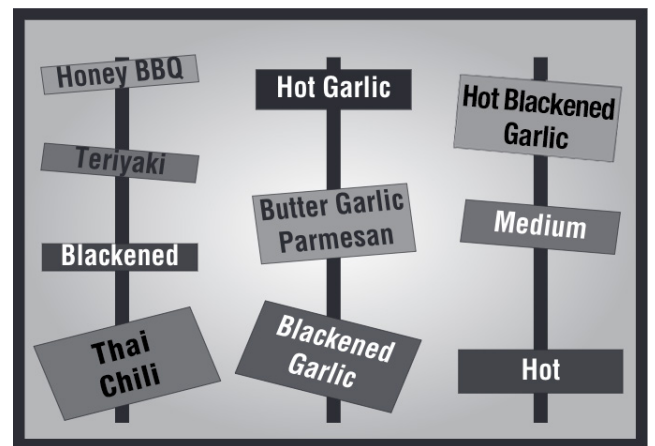 Honey BBQ
Teriyaki
Blackened
Thai
Chili
Hot Garlic
Butter Garlic
Parmesan
Blackened
Garlic
Hot Blackened
Garlic
Medium
Hot